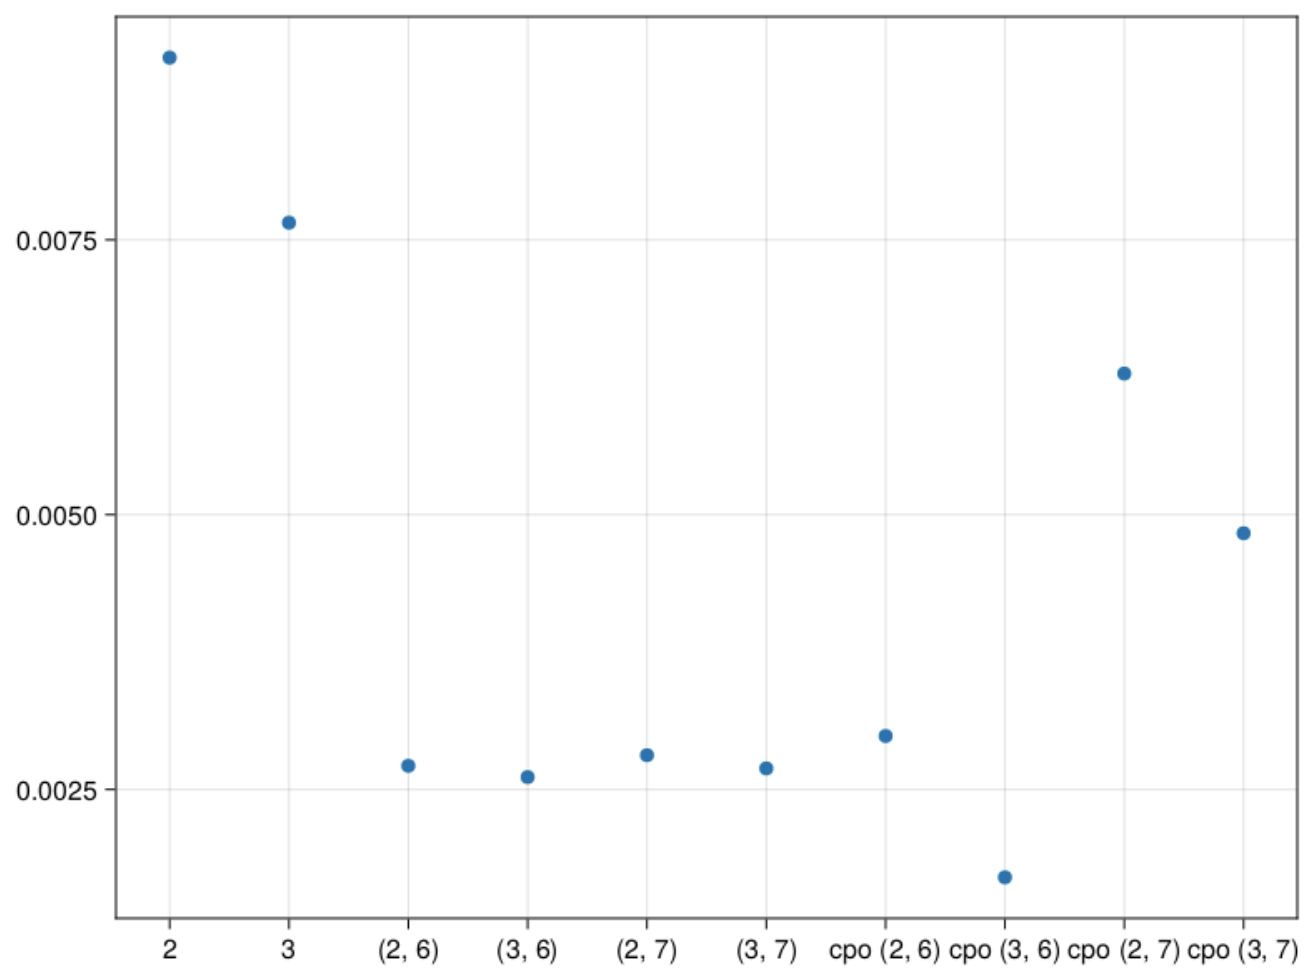 0.0075
0.0050
0.0025
2 3 (2, 6) (3, 6) (2, 7) (3, 7) cpo (2, 6) cpo (3, 6) cpo (2, 7) cpo (3, 7)